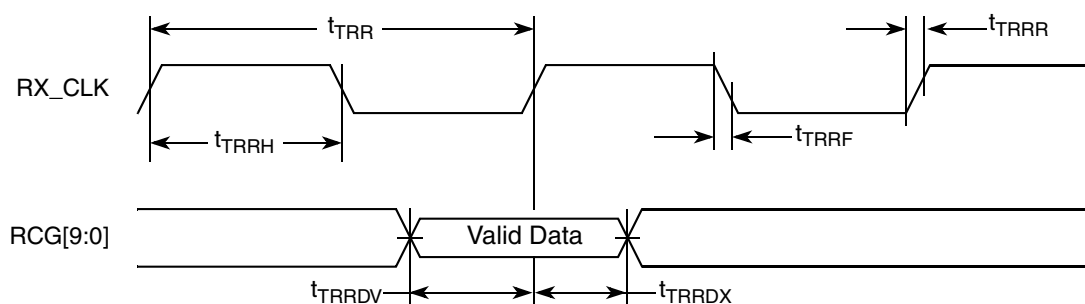 tTRR
tTRRR
RX_CLK
tTRRH
tTRRF
RCG[9:0]
Valid Data
tTRRDV
tTRRDX